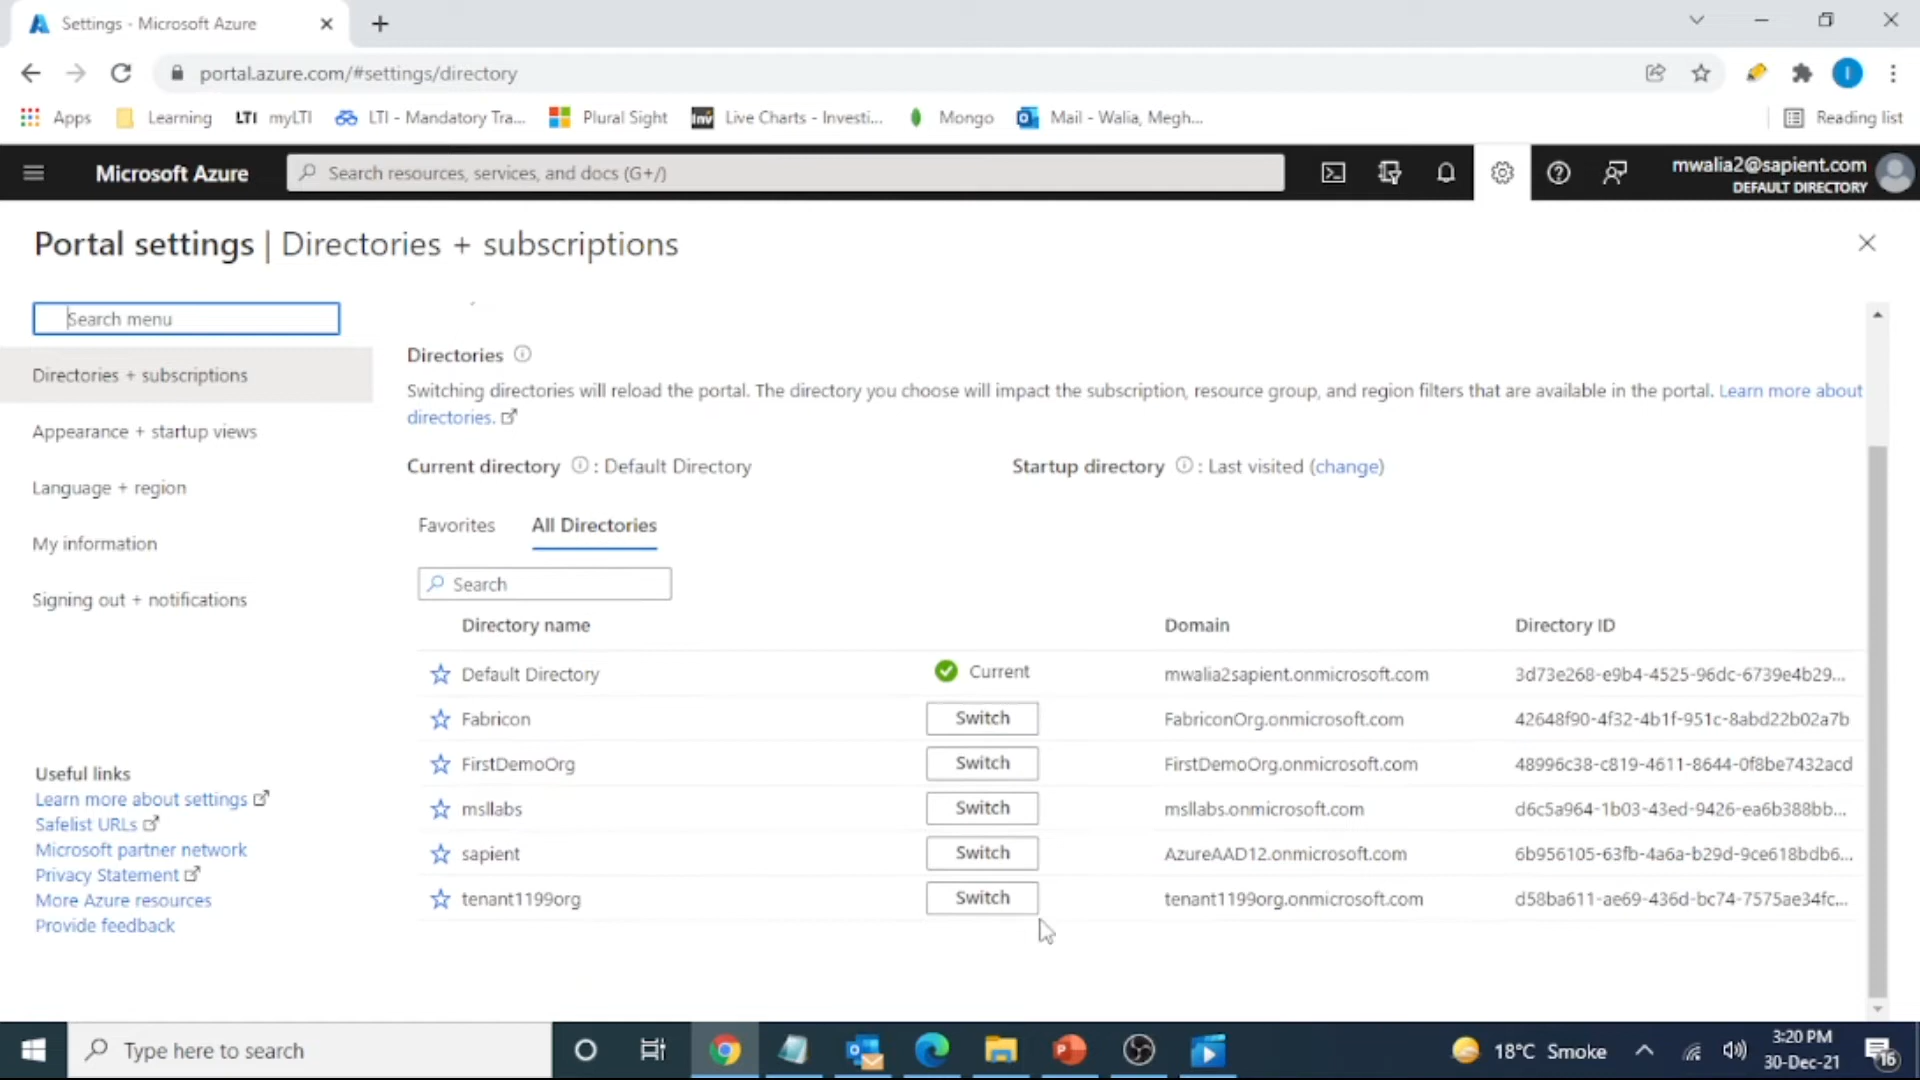 Settings - Microsoft Azure
portal.azure.com/#settings/directory
Apps
Learning
LTI myLTI
LTI - Mandatory Tra...
Plural Sight
Inv Live Charts - Investi...
Mongo
Mail - Walia, Megh...
Reading list
Microsoft Azure
Search resources, services, and docs (G+/)
mwalia2@sapient.com
DEFAULT DIRECTORY
Portal settings | Directories + subscriptions
Search menu
Directories + subscriptions
Appearance + startup views
Language + region
My information
Signing out + notifications
Useful links
Learn more about settings
Safelist URLs
Microsoft partner network
Privacy Statement
More Azure resources
Provide feedback
Directories
Switching directories will reload the portal. The directory you choose will impact the subscription, resource group, and region filters that are available in the portal. Learn more about
directories.
Current directory : Default Directory
Startup directory : Last visited (change)
Favorites
All Directories
Search
Directory name Domain Directory ID
Default Directory Current mwalia2sapient.onmicrosoft.com 3d73e268-e9b4-4525-96dc-6739e4b29...
Fabricon Switch FabriconOrg.onmicrosoft.com 42648f90-4f32-4b1f-951c-8abd22b02a7b
FirstDemoOrg Switch FirstDemoOrg.onmicrosoft.com 48996c38-c819-4611-8644-0f8be7432acd
msllabs Switch msllabs.onmicrosoft.com d6c5a964-1b03-43ed-9426-ea6b388bb...
sapient Switch AzureAAD12.onmicrosoft.com 6b956105-63fb-4a6a-b29d-9ce618bdb6...
tenant1199org Switch tenant1199org.onmicrosoft.com d58ba611-ae69-436d-bc74-7575ae34fc...
Type here to search
18°C Smoke
3:20 PM
30-Dec-21
16